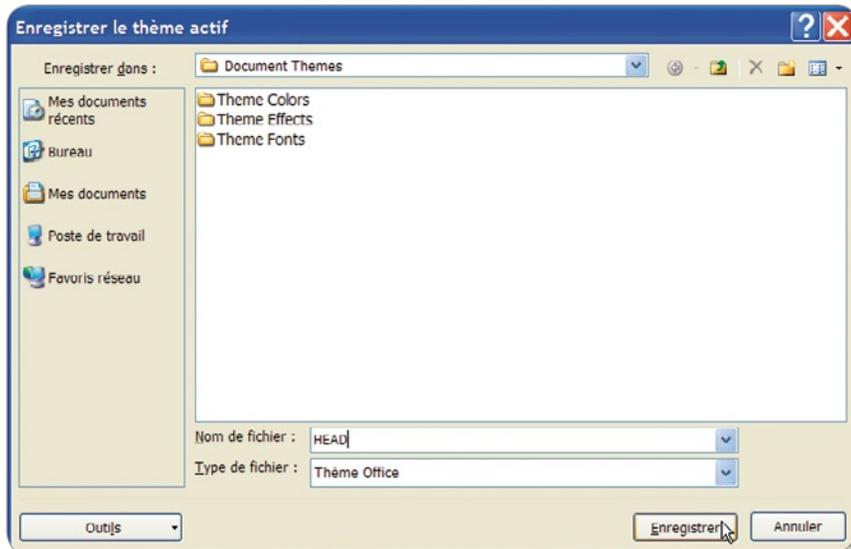 Enregistrer le thème actif
Enregistrer dans :
Document Themes
Mes documents
récents
Bureau
Mes documents
Poste de travail
Favoris réseau
Theme Colors
Theme Effects
Theme Fonts
Nom de fichier :
HEAD
Type de fichier :
Thème Office
Outils
Enregistrer
Annuler